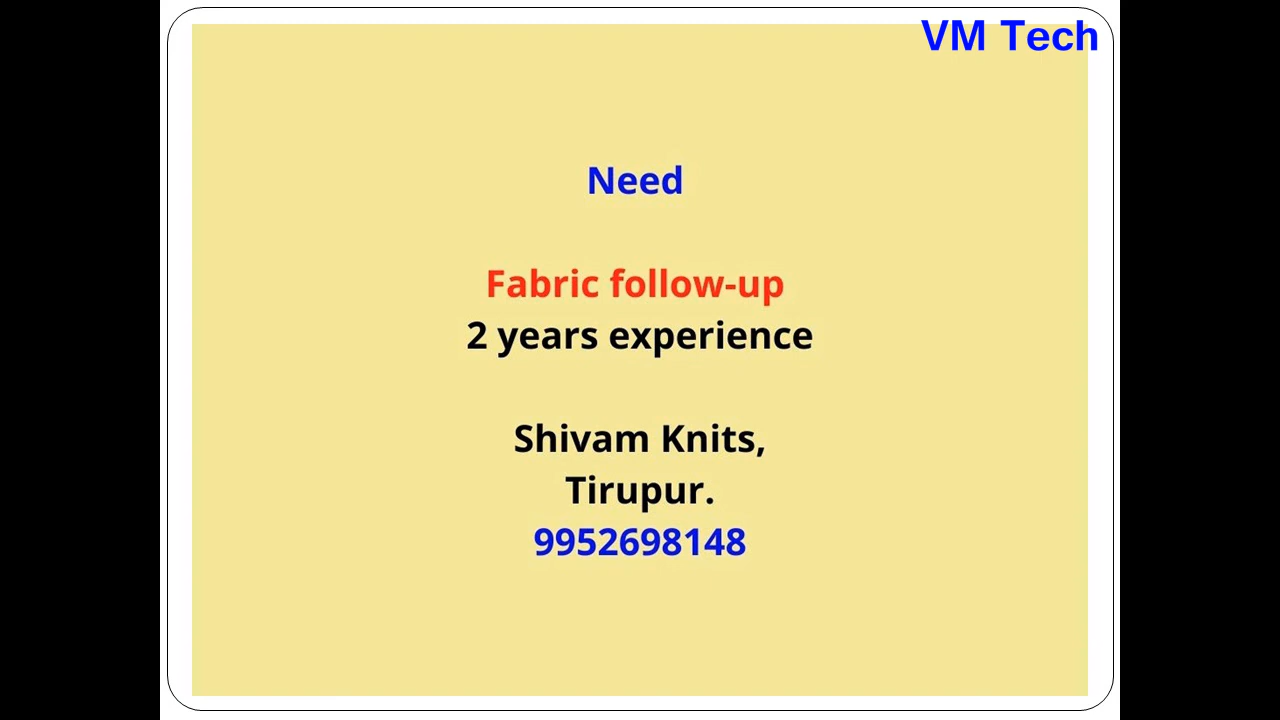 VM Tech
Need
Fabric follow-up
2 years experience
Shivam Knits,
Tirupur.
9952698148